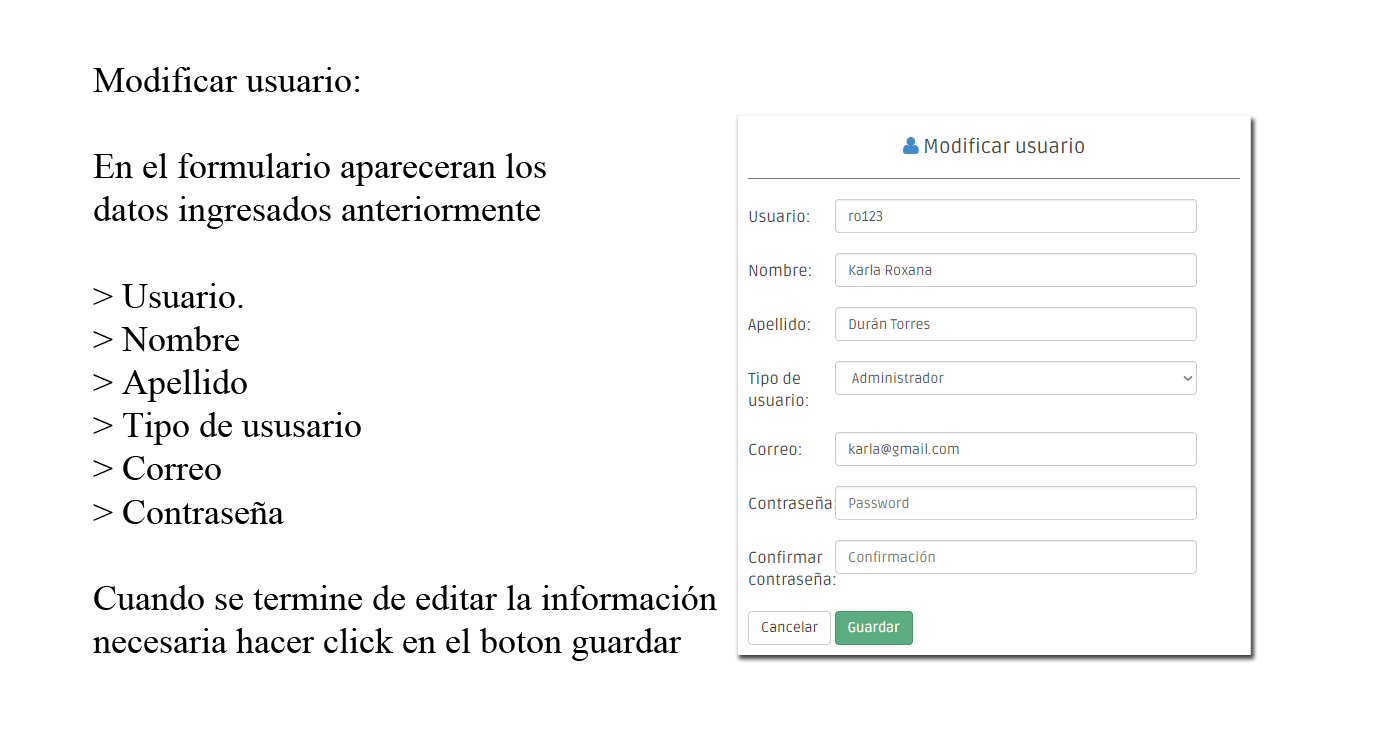 Modificar usuario:
En el formulario apareceran los
datos ingresados anteriormente
> Usuario.
> Nombre
> Apellido
> Tipo de ususario
> Correo
> Contraseña
Cuando se termine de editar la información
necesaria hacer click en el boton guardar
Modificar usuario
Usuario: ro123
Nombre: Karla Roxana
Apellido: Durán Torres
Tipo de Administrador
usuario:
Correo: karla@gmail.com
Contraseña: Password
Confirmar Confirmación
contraseña:
Cancelar Guardar